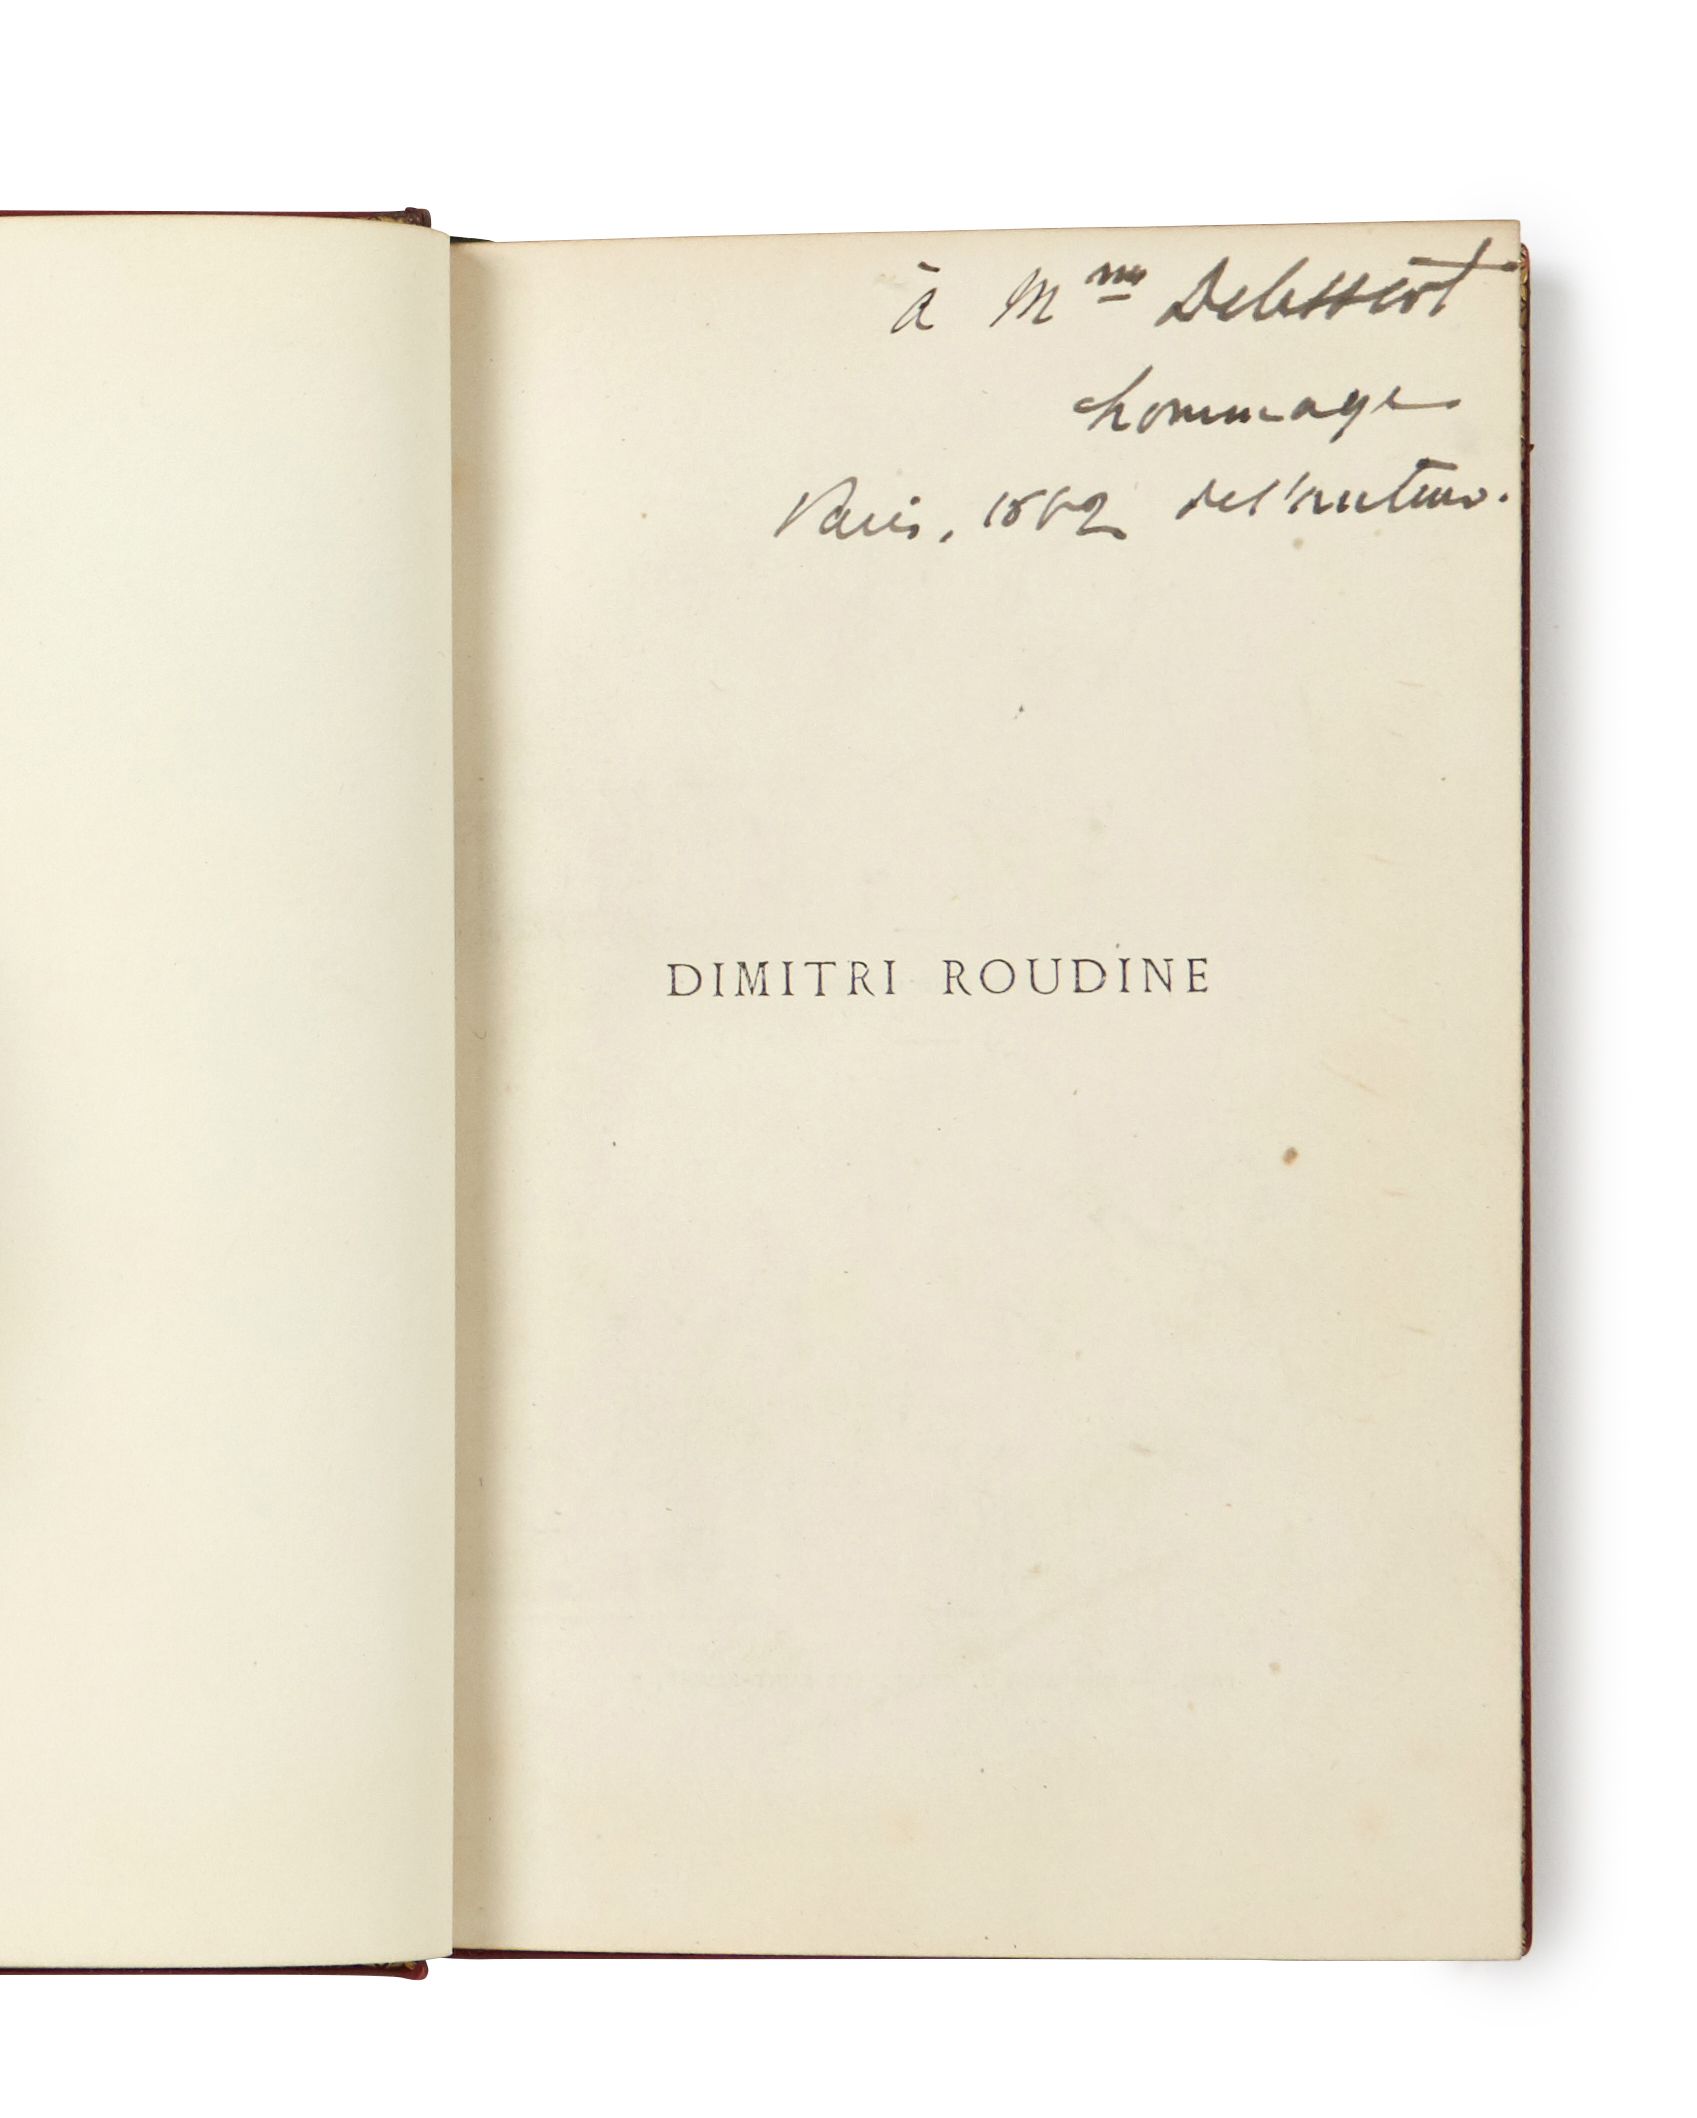 à Mme Delessert
hommage
Paris, 1862 de l'auteur.
DIMITRI ROUDINE